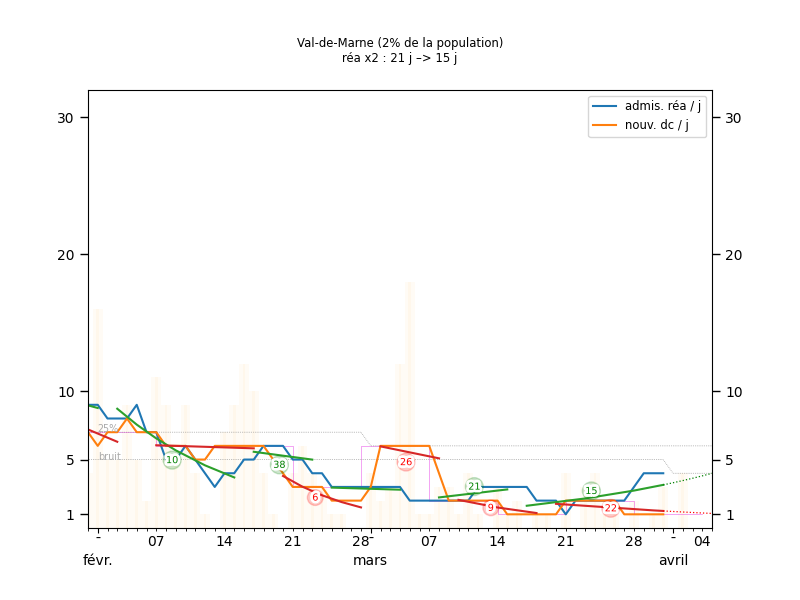 Val-de-Marne (2% de la population)
réa x2 : 21 j –> 15 j
admis. réa / j
nouv. dc / j
30
30
20
20
10
10
25%
bruit
5
5
1
1
10
38
6
26
21
9
15
22
- 07 14 21 28 - 07 14 21 28 - 04
févr. mars avril